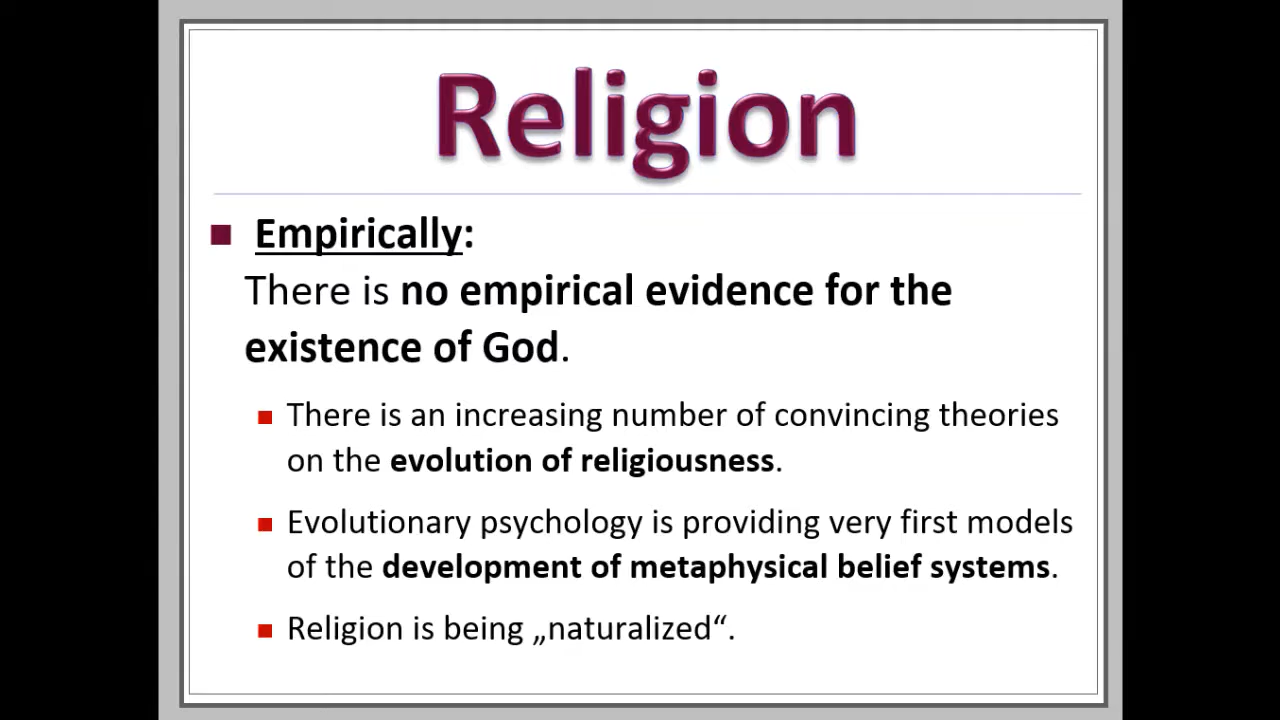 Religion
Empirically:
There is no empirical evidence for the
existence of God.
There is an increasing number of convincing theories
on the evolution of religiousness.
Evolutionary psychology is providing very first models
of the development of metaphysical belief systems.
Religion is being „naturalized“.